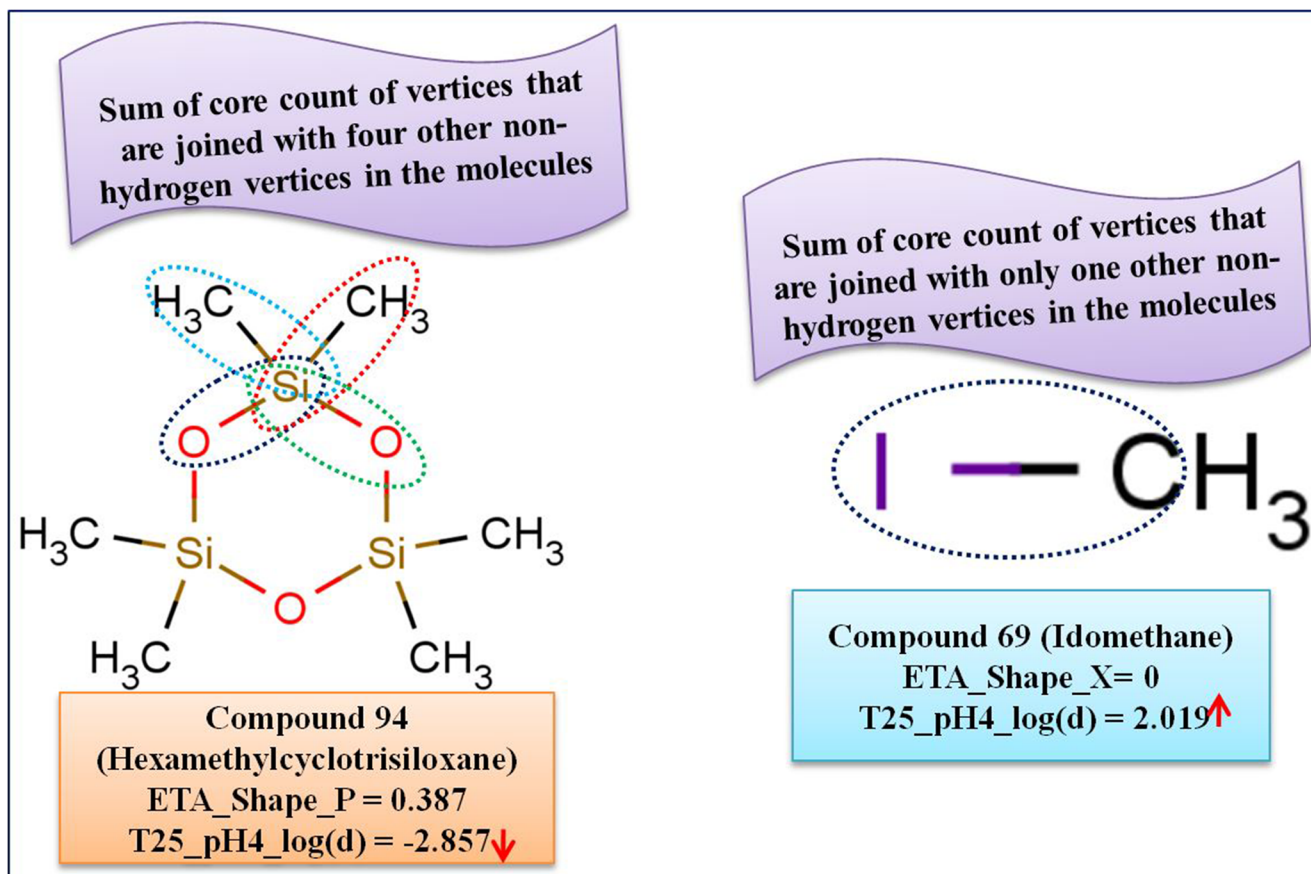 Sum of core count of vertices that
are joined with four other non-
hydrogen vertices in the molecules
Sum of core count of vertices that
are joined with only one other non-
hydrogen vertices in the molecules
H3C CH3
Si
O O
H3C Si Si CH3
O
H3C CH3
I CH3
Compound 94
(Hexamethylcyclotrisiloxane)
ETA_Shape_P = 0.387
T25_pH4_log(d) = -2.857
Compound 69 (Idomethane)
ETA_Shape_X= 0
T25_pH4_log(d) = 2.019